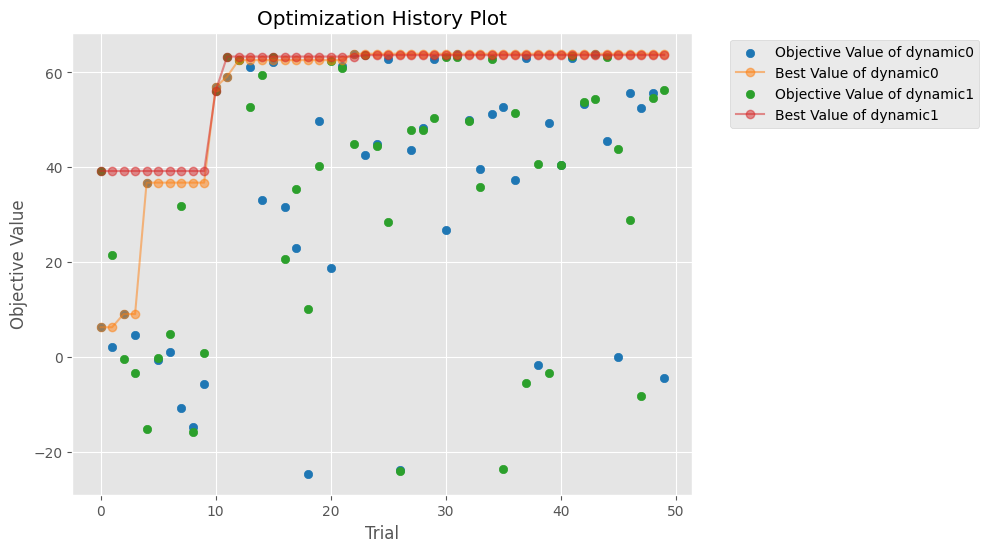 Optimization History Plot
Objective Value
60
40
20
0
−20
0 10 20 30 40 50
Trial
Objective Value of dynamic0
Best Value of dynamic0
Objective Value of dynamic1
Best Value of dynamic1